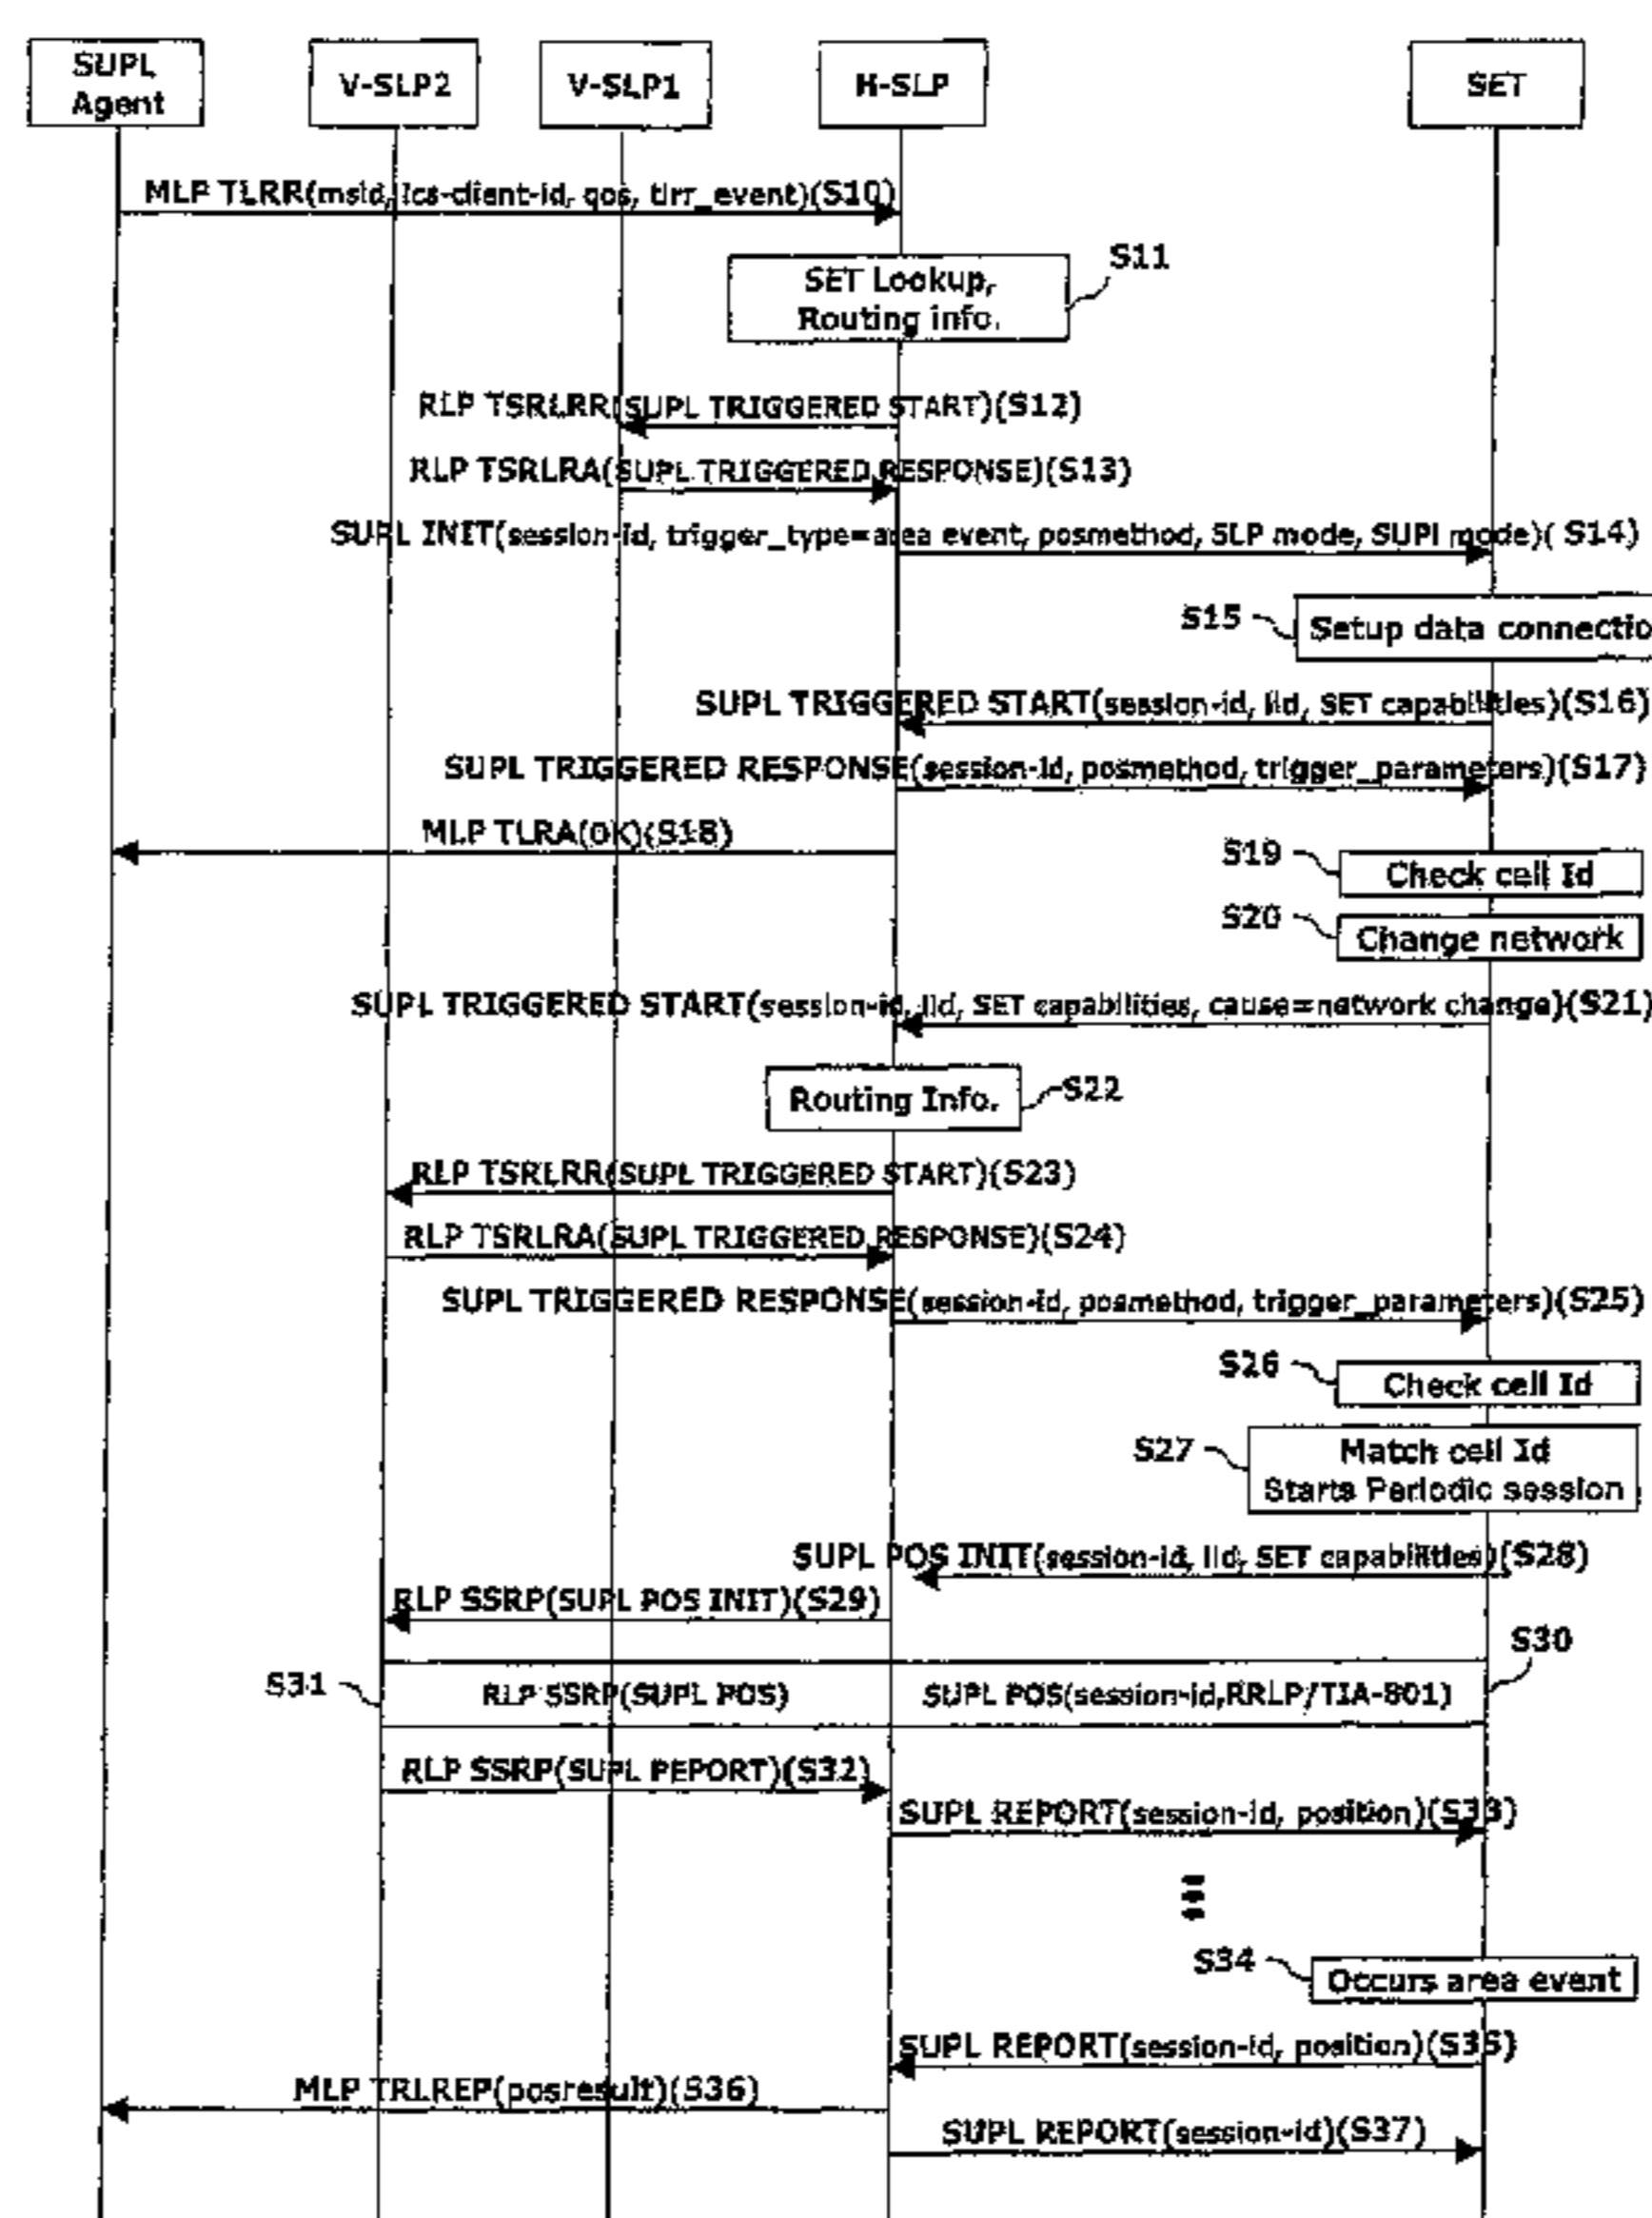 SUPL
Agent
V-SLP2
V-SLP1
H-SLP
SET
MLP TLRR(msid, lcs-client-id, qos, tlrr_event)(S10)
S11
SET Lookup,
Routing info.
RLP TSRLRR(SUPL TRIGGERED START)(S12)
RLP TSRLRA(SUPL TRIGGERED RESPONSE)(S13)
SUPL INIT(session-id, trigger_type=area event, posmethod, SLP mode, SUPl mode)( S14)
S15
Setup data connectio
SUPL TRIGGERED START(session-id, lid, SET capabilities)(S16)
SUPL TRIGGERED RESPONSE(session-id, posmethod, trigger_parameters)(S17)
MLP TLRA(OK)(S18)
S19
Check cell Id
S20
Change network
SUPL TRIGGERED START(session-id, lid, SET capabilities, cause=network change)(S21)
Routing Info.
S22
RLP TSRLRR(SUPL TRIGGERED START)(S23)
RLP TSRLRA(SUPL TRIGGERED RESPONSE)(S24)
SUPL TRIGGERED RESPONSE(session-id, posmethod, trigger_parameters)(S25)
S26
Check cell Id
S27
Match cell Id
Starts Periodic session
SUPL POS INIT(session-id, lid, SET capabilities)(S28)
RLP SSRP(SUPL POS INIT)(S29)
S30
S31
RLP SSRP(SUPL POS)
SUPL POS(session-id,RRLP/TIA-801)
RLP SSRP(SUPL PEPORT)(S32)
SUPL REPORT(session-id, position)(S33)
S34
Occurs area event
SUPL REPORT(session-id, position)(S35)
MLP TRLREP(posresult)(S36)
SUPL REPORT(session-id)(S37)